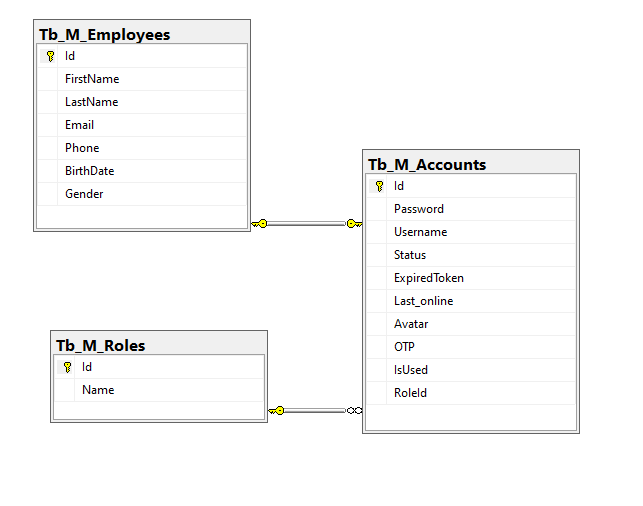 Tb_M_Employees
Id
FirstName
LastName
Email
Phone
BirthDate
Gender
Tb_M_Accounts
Id
Password
Username
Status
ExpiredToken
Last_online
Avatar
OTP
IsUsed
RoleId
Tb_M_Roles
Id
Name